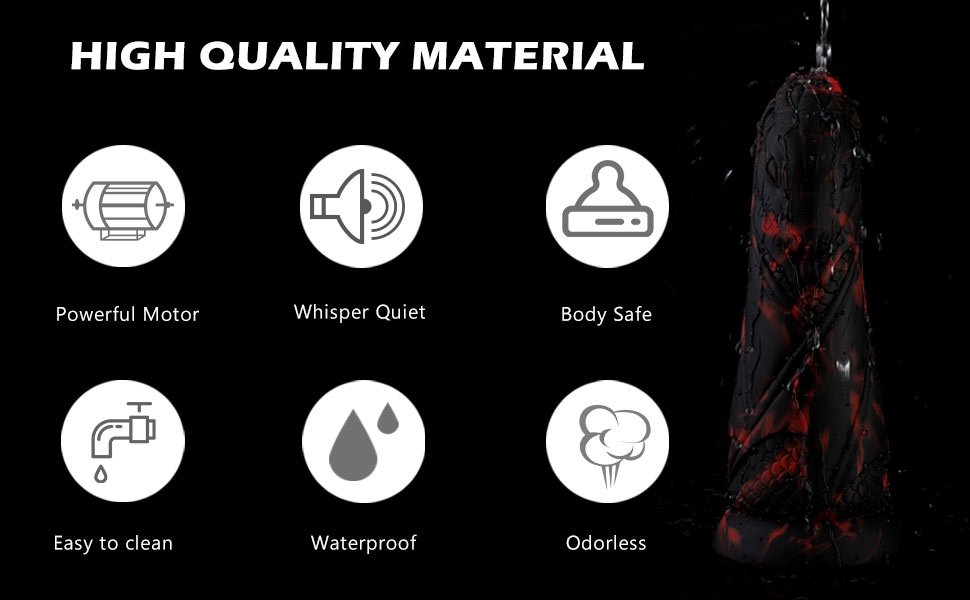 HIGH QUALITY MATERIAL
Powerful Motor
Whisper Quiet
Body Safe
Easy to clean
Waterproof
Odorless